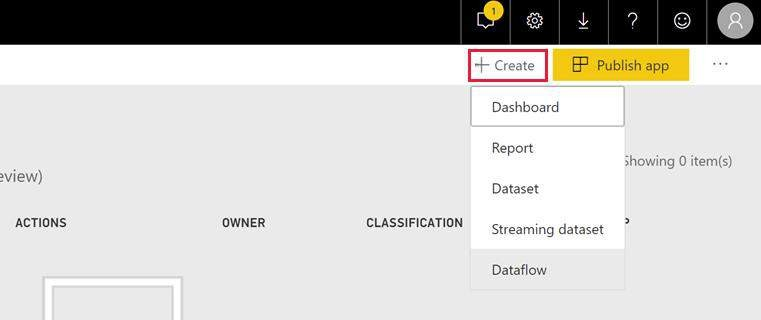 1
?
+ Create
Publish app
...
Dashboard
Report
Showing 0 item(s)
eview)
Dataset
ACTIONS OWNER CLASSIFICATION P
Streaming dataset
Dataflow